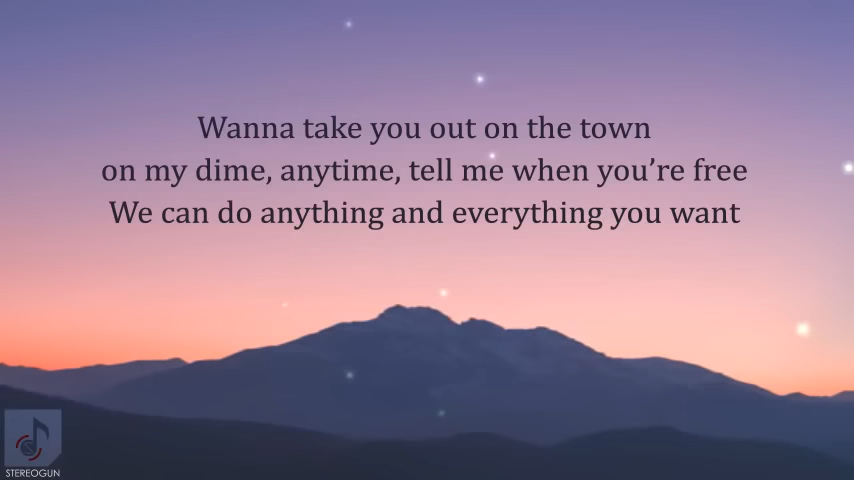 Wanna take you out on the town
on my dime, anytime, tell me when you’re free
We can do anything and everything you want
STEREOGUN